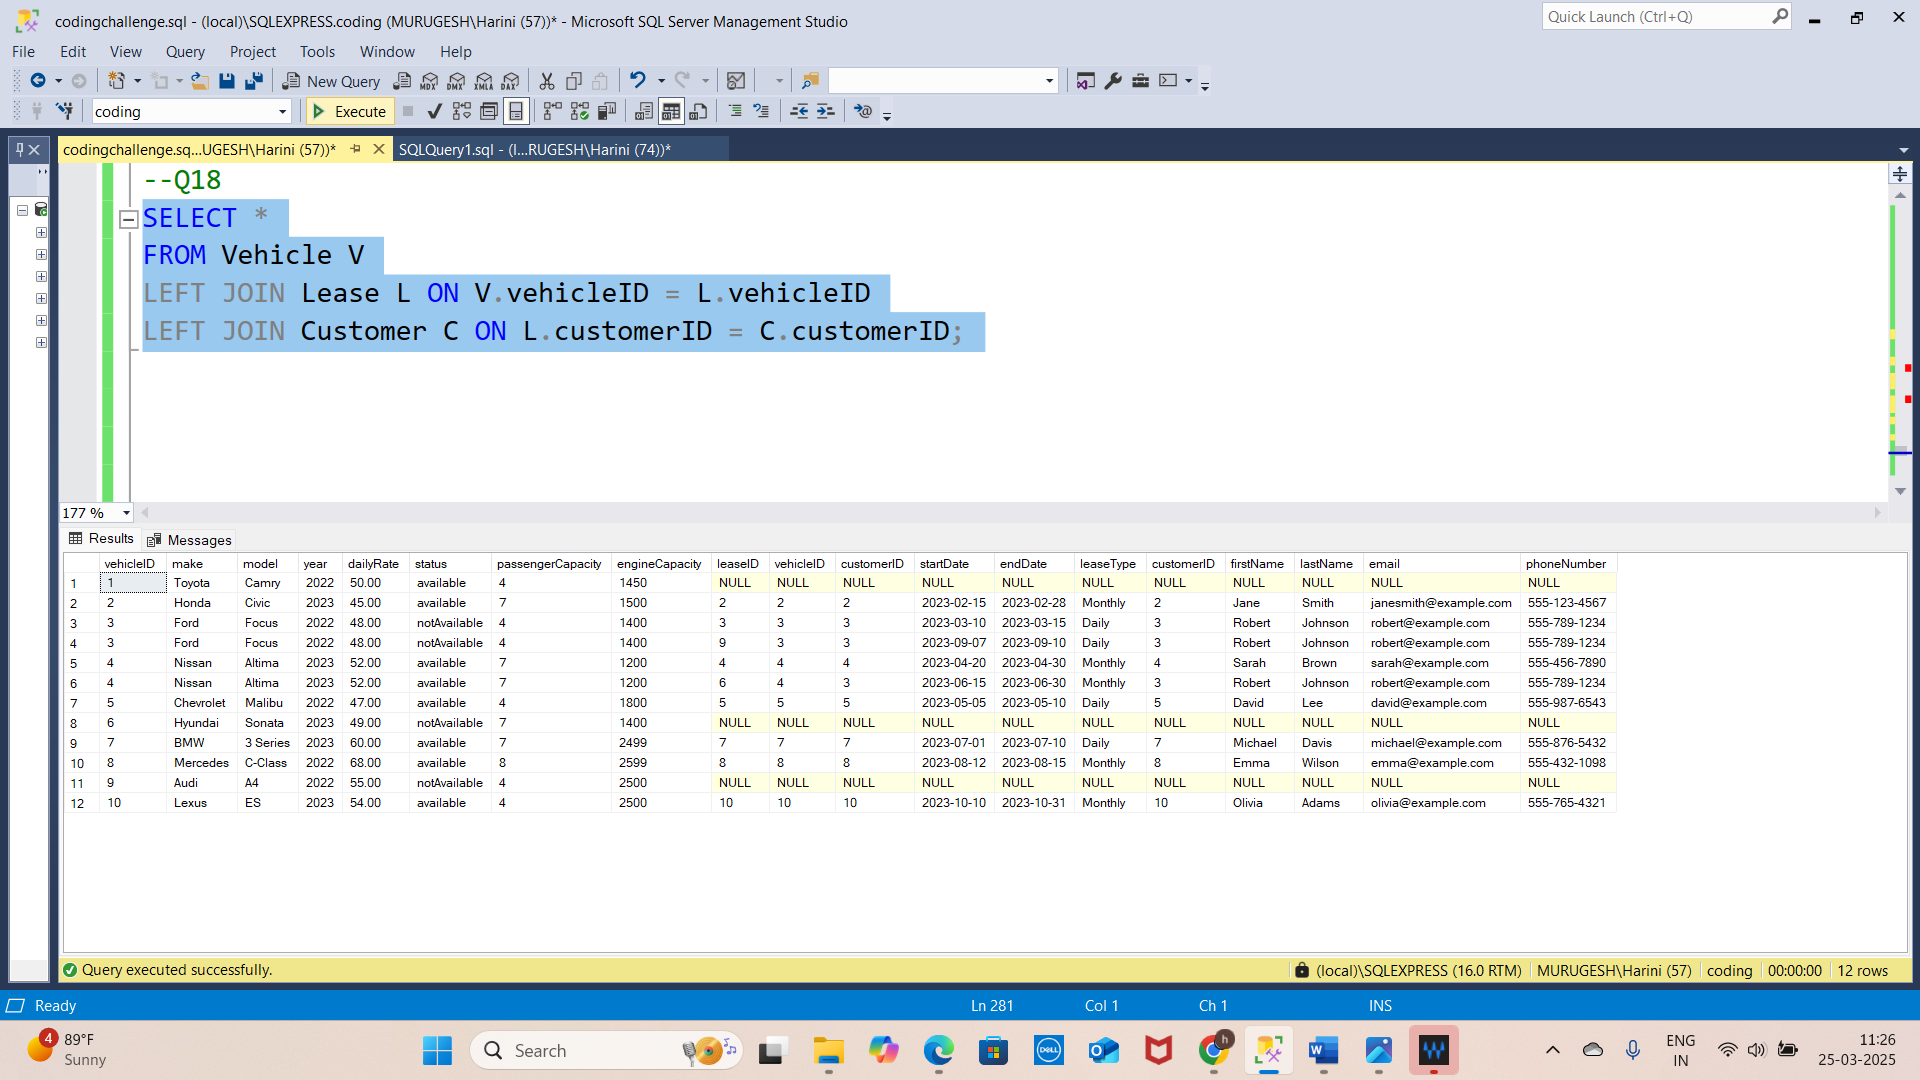 codingchallenge.sql - (local)\SQLEXPRESS.coding (MURUGESH\Harini (57))* - Microsoft SQL Server Management Studio
Quick Launch (Ctrl+Q)
File Edit View Query Project Tools Window Help
New Query MDX DMX XMLA DAX
coding Execute
codingchallenge.sq...UGESH\Harini (57))* SQLQuery1.sql - (l...RUGESH\Harini (74))*
--Q18
SELECT *
FROM Vehicle V
LEFT JOIN Lease L ON V.vehicleID = L.vehicleID
LEFT JOIN Customer C ON L.customerID = C.customerID;
177 %
Results Messages
vehicleID make model year dailyRate status passengerCapacity engineCapacity leaseID vehicleID customerID startDate endDate leaseType customerID firstName lastName email phoneNumber
1 1 Toyota Camry 2022 50.00 available 4 1450 NULL NULL NULL NULL NULL NULL NULL NULL NULL NULL NULL
2 2 Honda Civic 2023 45.00 available 7 1500 2 2 2 2023-02-15 2023-02-28 Monthly 2 Jane Smith janesmith@example.com 555-123-4567
3 3 Ford Focus 2022 48.00 notAvailable 4 1400 3 3 3 2023-03-10 2023-03-15 Daily 3 Robert Johnson robert@example.com 555-789-1234
4 3 Ford Focus 2022 48.00 notAvailable 4 1400 9 3 3 2023-09-07 2023-09-10 Daily 3 Robert Johnson robert@example.com 555-789-1234
5 4 Nissan Altima 2023 52.00 available 7 1200 4 4 4 2023-04-20 2023-04-30 Monthly 4 Sarah Brown sarah@example.com 555-456-7890
6 4 Nissan Altima 2023 52.00 available 7 1200 6 4 3 2023-06-15 2023-06-30 Monthly 3 Robert Johnson robert@example.com 555-789-1234
7 5 Chevrolet Malibu 2022 47.00 available 4 1800 5 5 5 2023-05-05 2023-05-10 Daily 5 David Lee david@example.com 555-987-6543
8 6 Hyundai Sonata 2023 49.00 notAvailable 7 1400 NULL NULL NULL NULL NULL NULL NULL NULL NULL NULL NULL
9 7 BMW 3 Series 2023 60.00 available 7 2499 7 7 7 2023-07-01 2023-07-10 Daily 7 Michael Davis michael@example.com 555-876-5432
10 8 Mercedes C-Class 2022 68.00 available 8 2599 8 8 8 2023-08-12 2023-08-15 Monthly 8 Emma Wilson emma@example.com 555-432-1098
11 9 Audi A4 2022 55.00 notAvailable 4 2500 NULL NULL NULL NULL NULL NULL NULL NULL NULL NULL NULL
12 10 Lexus ES 2023 54.00 available 4 2500 10 10 10 2023-10-10 2023-10-31 Monthly 10 Olivia Adams olivia@example.com 555-765-4321
Query executed successfully. (local)\SQLEXPRESS (16.0 RTM) MURUGESH\Harini (57) coding 00:00:00 12 rows
Ready Ln 281 Col 1 Ch 1 INS
4 89°F
Sunny
Search
DELL
h
ENG
IN
11:26
25-03-2025